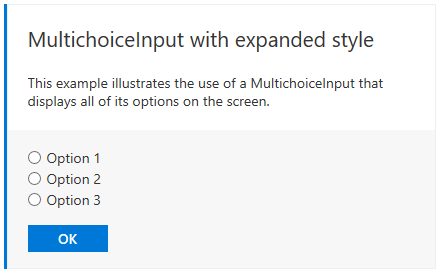 MultichoiceInput with expanded style
This example illustrates the use of a MultichoiceInput that
displays all of its options on the screen.
Option 1
Option 2
Option 3
OK